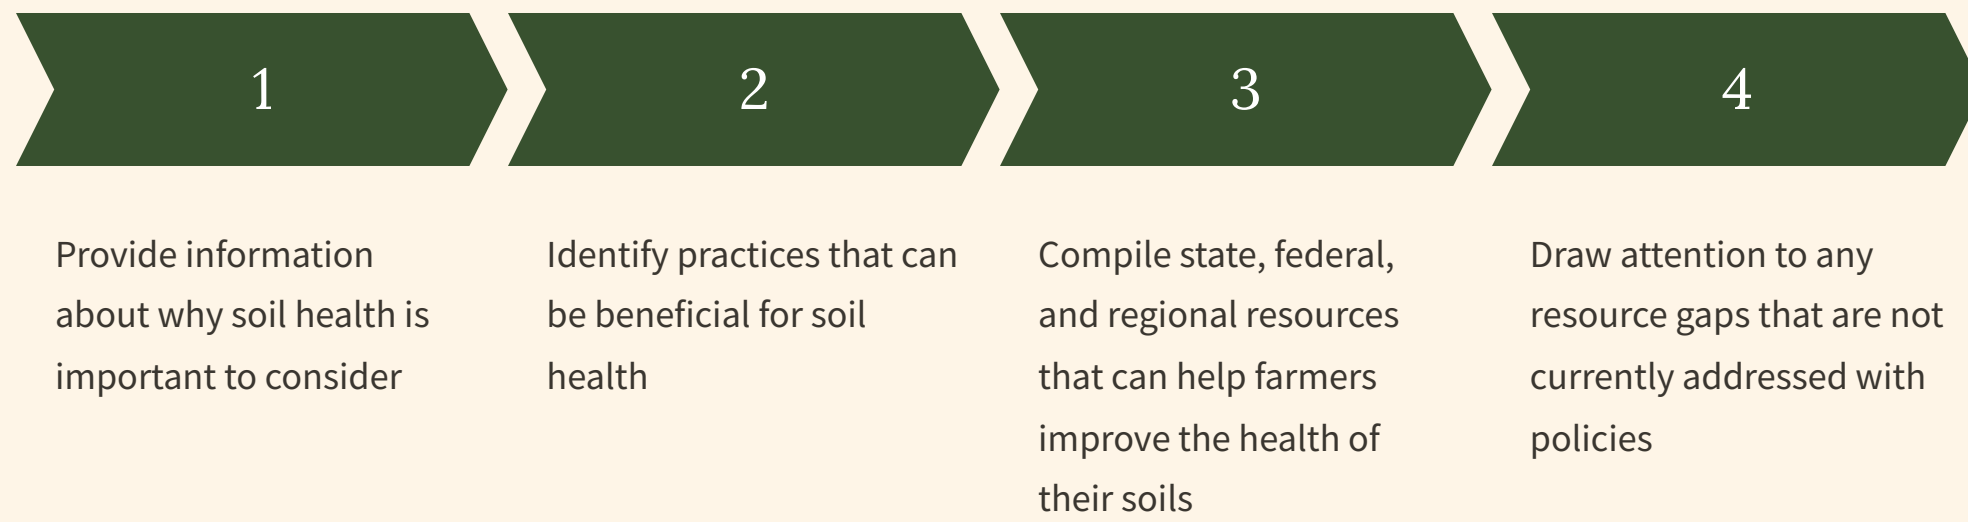 1
Provide information
about why soil health is
important to consider
2
Identify practices that can
be beneficial for soil
health
3
Compile state, federal,
and regional resources
that can help farmers
improve the health of
their soils
4
Draw attention to any
resource gaps that are not
currently addressed with
policies